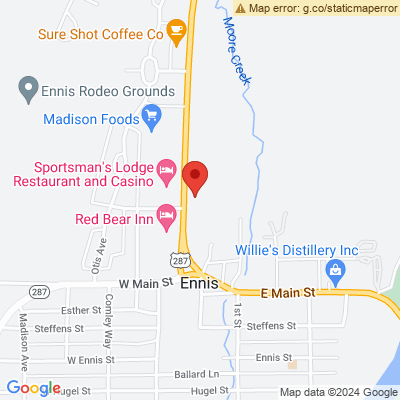 Map error: g.co/staticmaperror
Sure Shot Coffee Co
Moore Creek
Ennis Rodeo Grounds
Madison Foods
Sportsman's Lodge
Restaurant and Casino
Red Bear Inn
Otis Ave
287
Willie's Distillery Inc
287
W Main St
Ennis
E Main St
Esther St
Comley Way
Steffens St
1st St
Steffens St
Madison Ave
W Ennis St
Ennis St
Ballard Ln
Google
Hugel St
Hugel St
Map data ©2024 Google